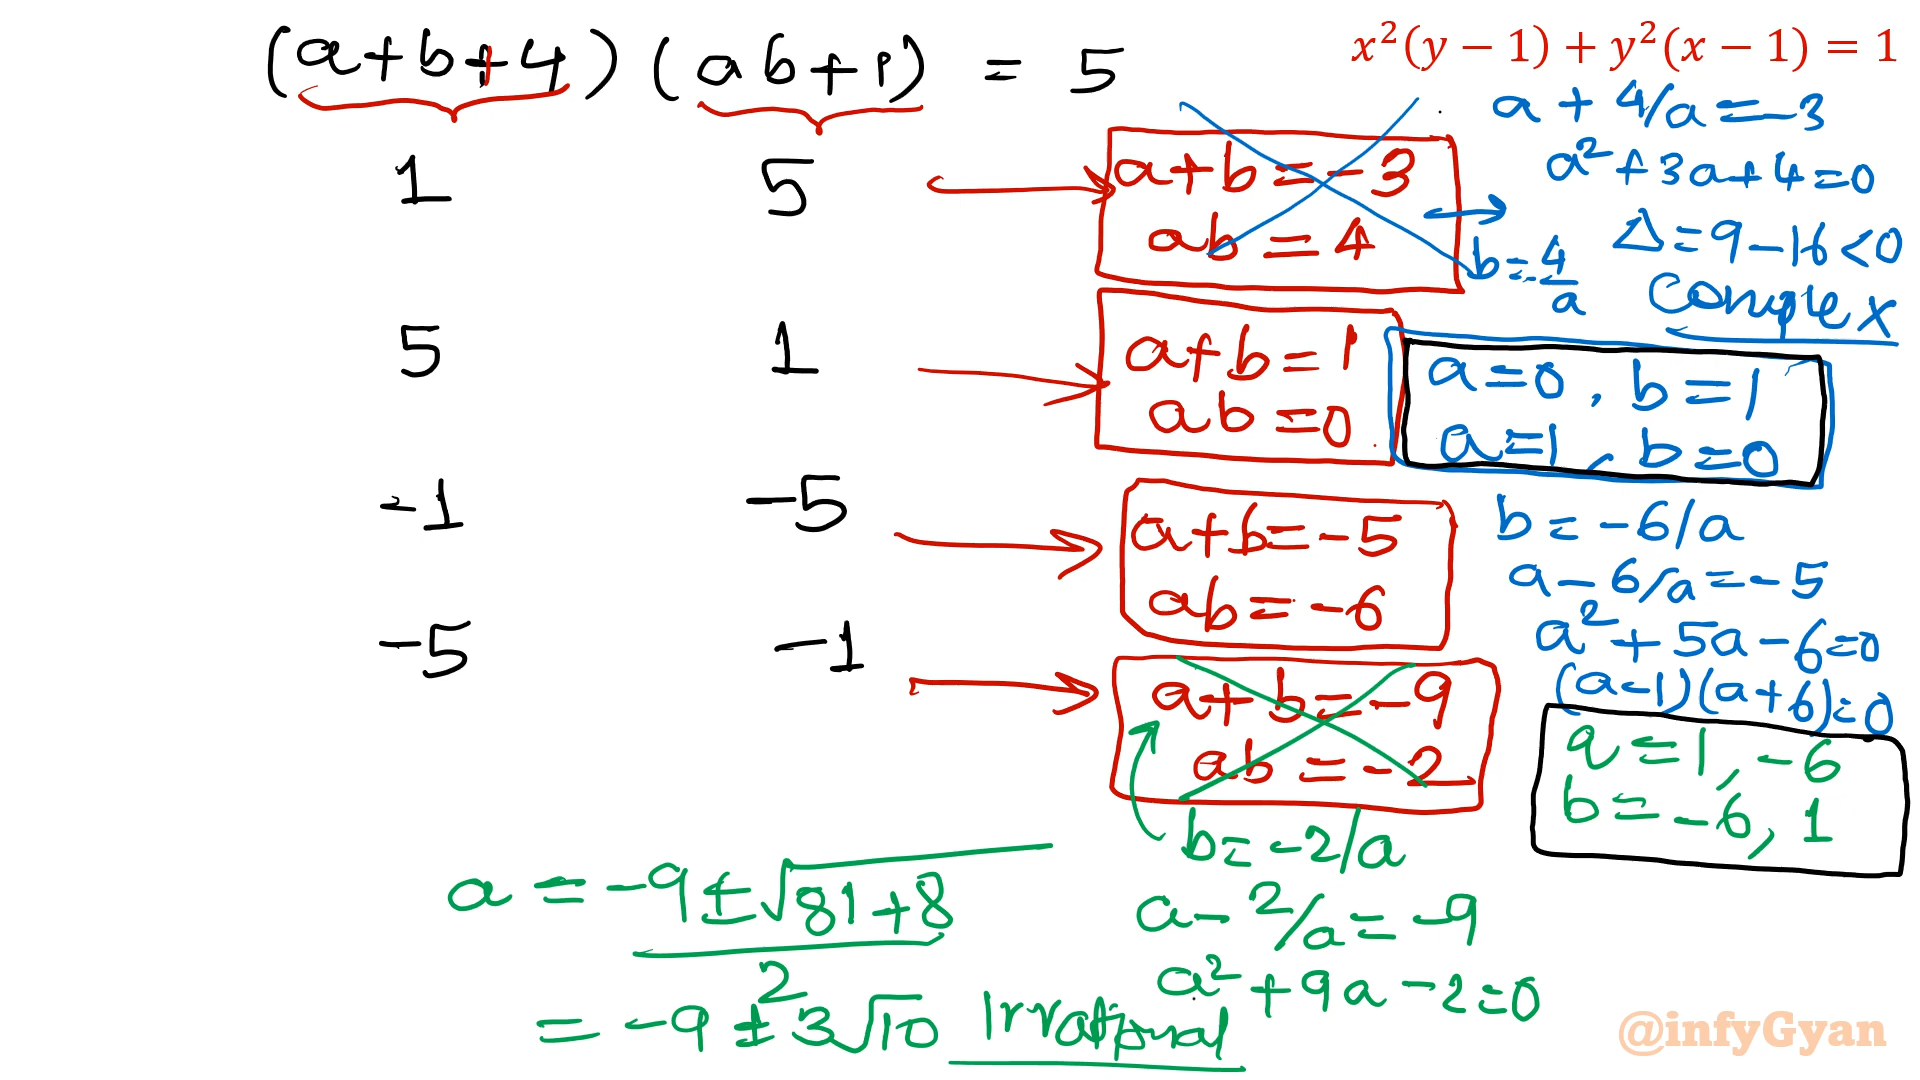 (a+b+4) (ab+1) = 5
x²(y − 1) + y²(x − 1) = 1
1 5 → a+b = -3
ab = 4
a + 4/a = -3
a² + 3a + 4 = 0
b = 4/a
Δ = 9 - 16 < 0
Complex
5 1 → a+b = 1
ab = 0
a = 0, b = 1
a = 1, b = 0
-1 -5 → a+b = -5
ab = -6
b = -6/a
a - 6/a = -5
a² + 5a - 6 = 0
(a-1)(a+6) = 0
a = 1, -6
b = -6, 1
-5 -1 → a+b = -9
ab = -2
b = -2/a
a - 2/a = -9
a² + 9a - 2 = 0
a = (-9 ± √(81+8))/2
= -9 ± 3√10 Irrational
@infyGyan